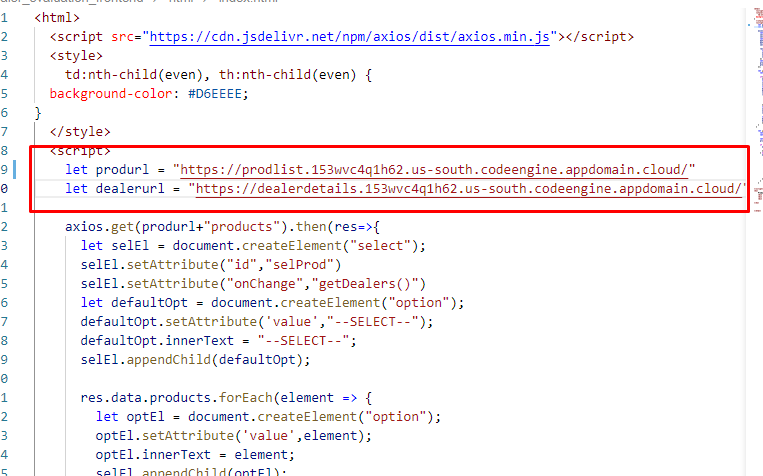 aler_evaluation_frontend > html > index.html
1 <html>
2 <script src="https://cdn.jsdelivr.net/npm/axios/dist/axios.min.js"></script>
3 <style>
4 td:nth-child(even), th:nth-child(even) {
5 background-color: #D6EEEE;
6 }
7 </style>
8 <script>
9 let produrl = "https://prodlist.153wvc4q1h62.us-south.codeengine.appdomain.cloud/"
0 let dealerurl = "https://dealerdetails.153wvc4q1h62.us-south.codeengine.appdomain.cloud/"
1
2 axios.get(produrl+"products").then(res=>{
3 let selEl = document.createElement("select");
4 selEl.setAttribute("id","selProd")
5 selEl.setAttribute("onChange","getDealers()")
6 let defaultOpt = document.createElement("option");
7 defaultOpt.setAttribute('value',"--SELECT--");
8 defaultOpt.innerText = "--SELECT--";
9 selEl.appendChild(defaultOpt);
0
1 res.data.products.forEach(element => {
2 let optEl = document.createElement("option");
3 optEl.setAttribute('value',element);
4 optEl.innerText = element;
5 selEl.appendChild(optEl);